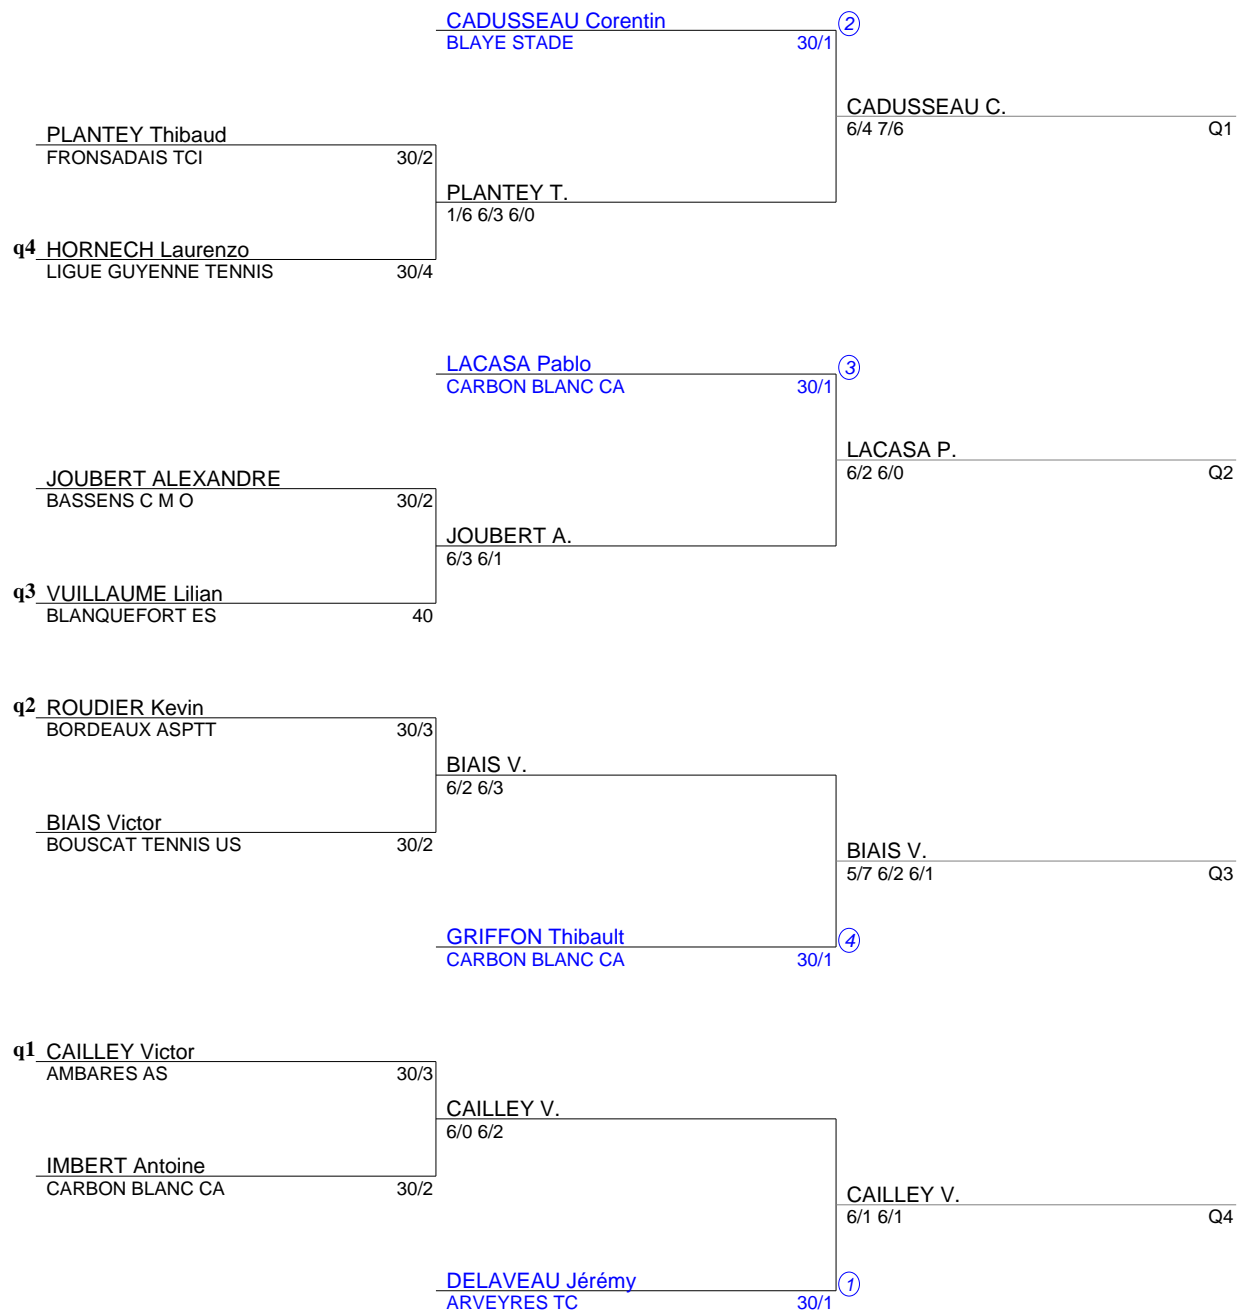 CADUSSEAU Corentin 2
BLAYE STADE 30/1
CADUSSEAU C.
6/4 7/6 Q1
PLANTEY Thibaud
FRONSADAIS TCI 30/2
PLANTEY T.
1/6 6/3 6/0
q4 HORNECH Laurenzo
LIGUE GUYENNE TENNIS 30/4
LACASA Pablo 3
CARBON BLANC CA 30/1
LACASA P.
6/2 6/0 Q2
JOUBERT ALEXANDRE
BASSENS C M O 30/2
JOUBERT A.
6/3 6/1
q3 VUILLAUME Lilian
BLANQUEFORT ES 40
q2 ROUDIER Kevin
BORDEAUX ASPTT 30/3
BIAIS V.
6/2 6/3
BIAIS Victor
BOUSCAT TENNIS US 30/2
BIAIS V.
5/7 6/2 6/1 Q3
GRIFFON Thibault 4
CARBON BLANC CA 30/1
q1 CAILLEY Victor
AMBARES AS 30/3
CAILLEY V.
6/0 6/2
IMBERT Antoine
CARBON BLANC CA 30/2
CAILLEY V.
6/1 6/1 Q4
DELAVEAU Jérémy 1
ARVEYRES TC 30/1